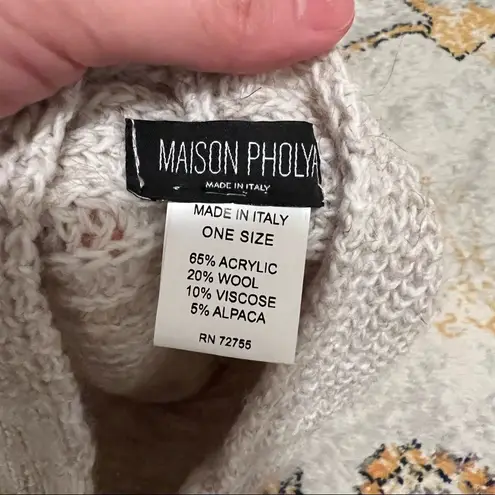 MAISON PHOLYA
MADE IN ITALY
MADE IN ITALY
ONE SIZE
65% ACRYLIC
20% WOOL
10% VISCOSE
5% ALPACA
RN 72755